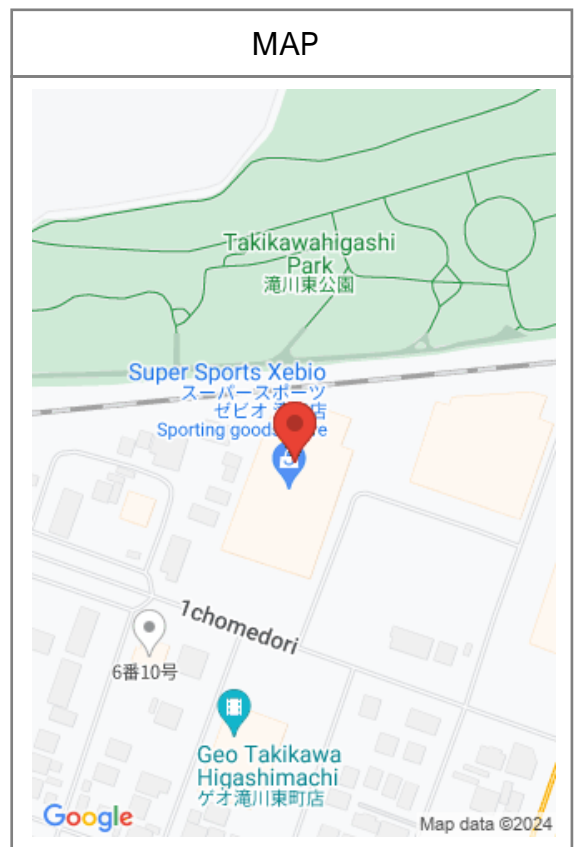 MAP
Takikawahigashi
Park
滝川東公園
Super Sports Xebio
スーパースポーツ
ゼビオ 店
Sporting goods re
1chomedori
6番10号
Geo Takikawa
Higashimachi
ゲオ滝川東町店
Google
Map data ©2024